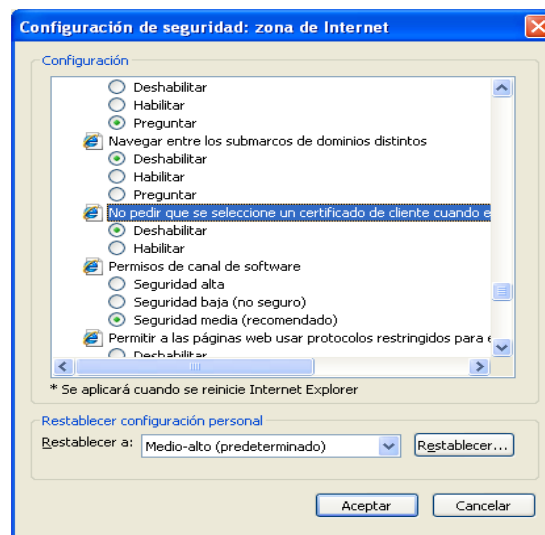 Configuración de seguridad: zona de Internet
Configuración
Deshabilitar
Habilitar
Preguntar
Navegar entre los submarcos de dominios distintos
Deshabilitar
Habilitar
Preguntar
No pedir que se seleccione un certificado de cliente cuando e
Deshabilitar
Habilitar
Permisos de canal de software
Seguridad alta
Seguridad baja (no seguro)
Seguridad media (recomendado)
Permitir a las páginas web usar protocolos restringidos para e
Deshabilitar
* Se aplicará cuando se reinicie Internet Explorer
Restablecer configuración personal
Restablecer a: Medio-alto (predeterminado) Restablecer...
Aceptar Cancelar